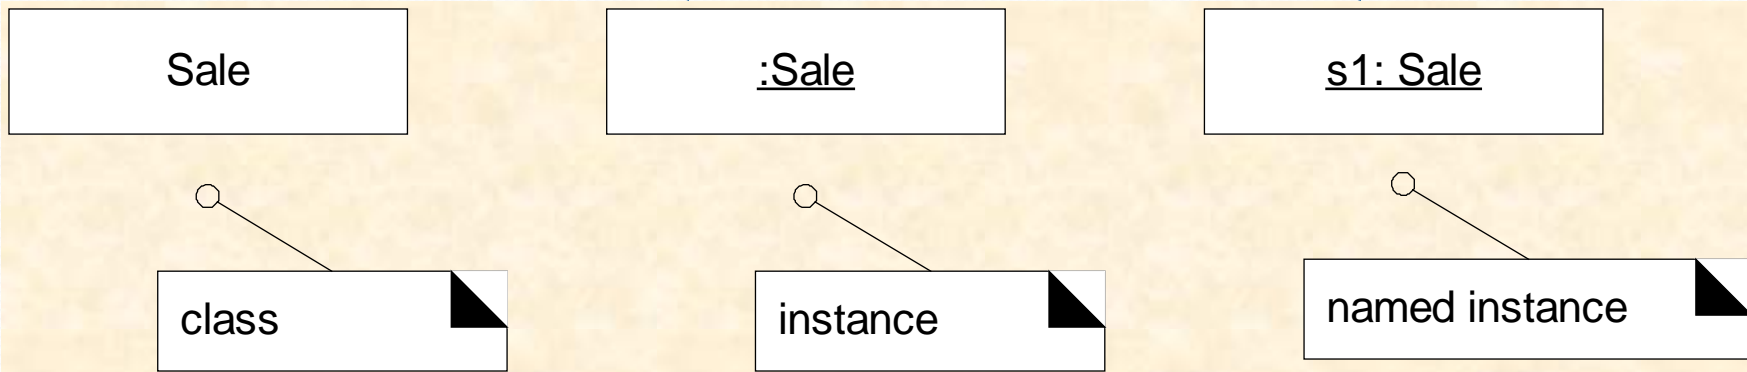 Sale
:Sale
s1: Sale
class
instance
named instance